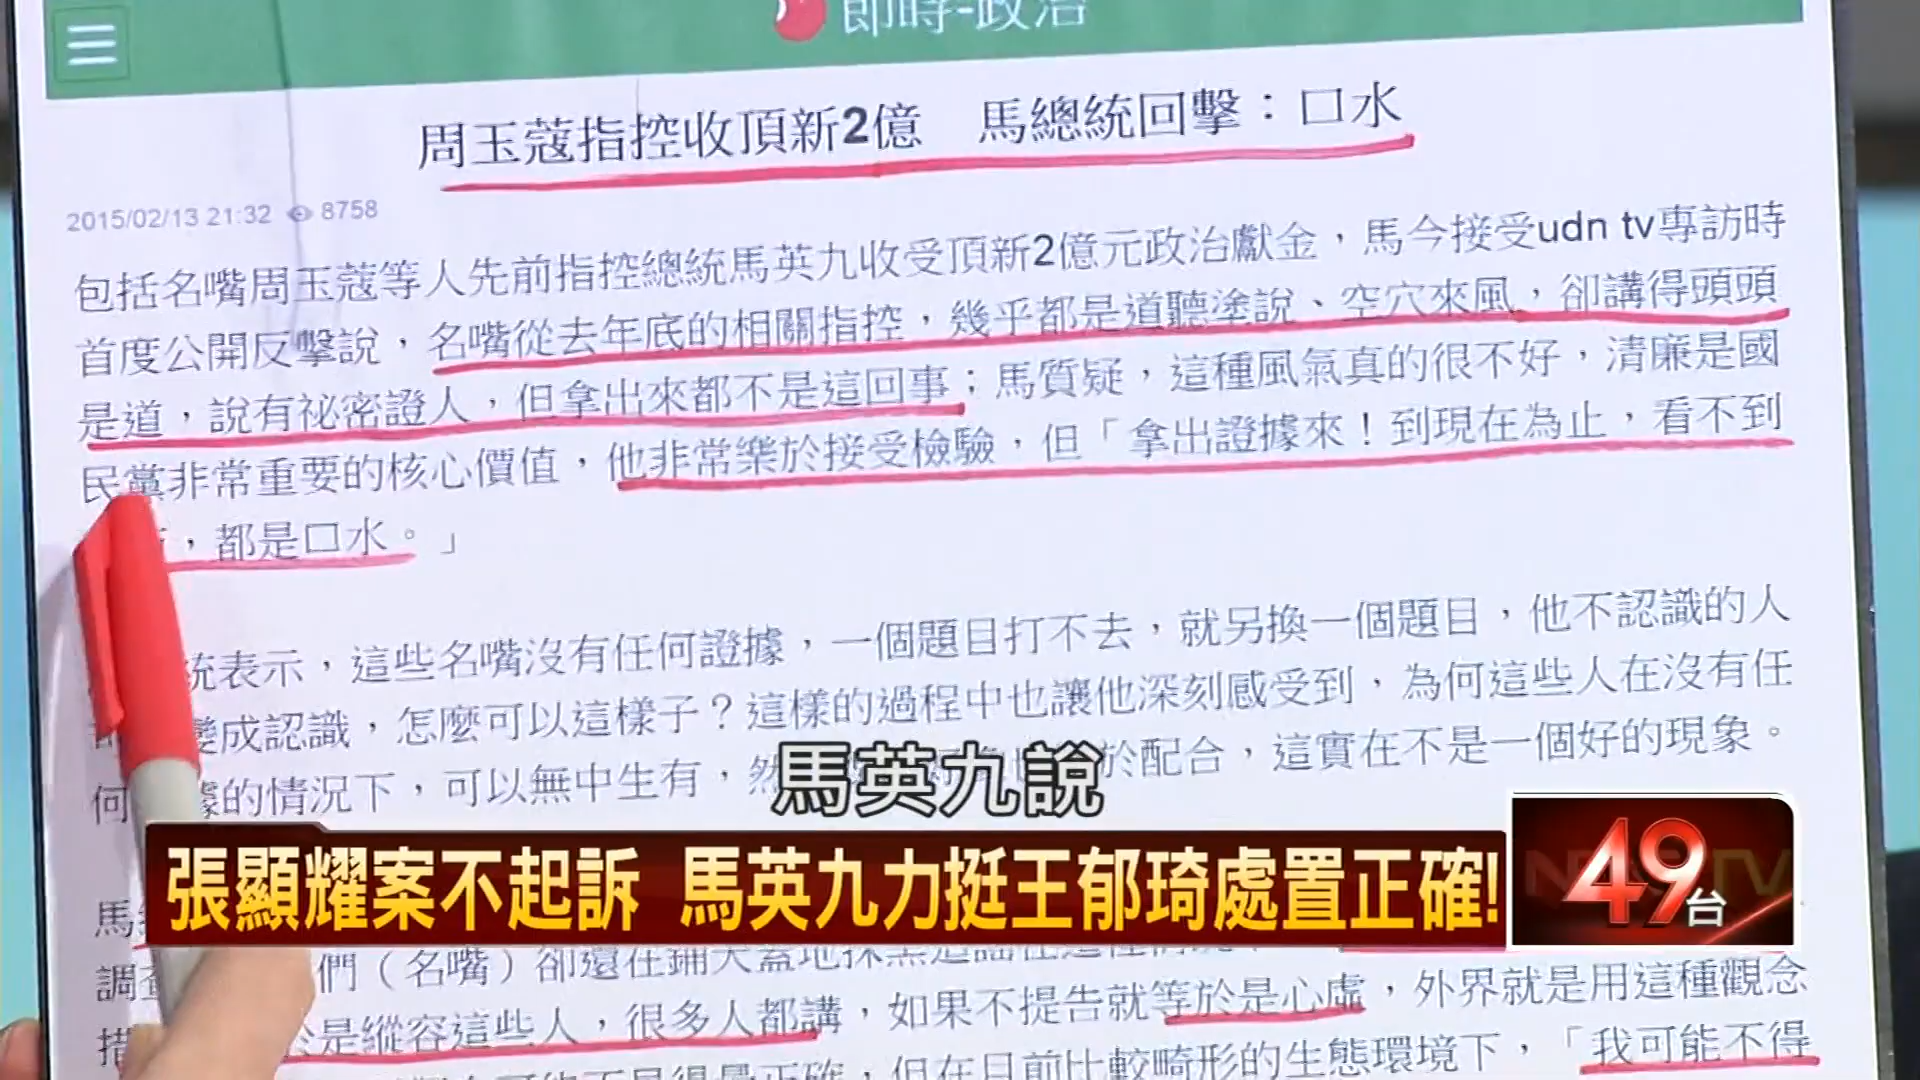 即時-政治
周玉蔻指控收頂新2億　馬總統回擊：口水
2015/02/13 21:32 8758
包括名嘴周玉蔻等人先前指控總統馬英九收受頂新2億元政治獻金，馬今接受udn tv專訪時
首度公開反擊說，名嘴從去年底的相關指控，幾乎都是道聽塗說、空穴來風，卻講得頭頭
是道，說有祕密證人，但拿出來都不是這回事；馬質疑，這種風氣真的很不好，清廉是國
民黨非常重要的核心價值，他非常樂於接受檢驗，但「拿出證據來！到現在為止，看不到
，都是口水。」
統表示，這些名嘴沒有任何證據，一個題目打不去，就另換一個題目，他不認識的人
變成認識，怎麼可以這樣子？這樣的過程中也讓他深刻感受到，為何這些人在沒有任
何 據的情況下，可以無中生有，然 於配合，這實在不是一個好的現象。
馬英九說
張顯耀案不起訴 馬英九力挺王郁琦處置正確!
49台
馬
調 們（名嘴）卻還在鋪天蓋地抹黑
於是縱容這些人，很多人都講，如果不提告就等於是心虛，外界就是用這種觀念
正確，但在目前比較畸形的生態環境下，「我可能不得